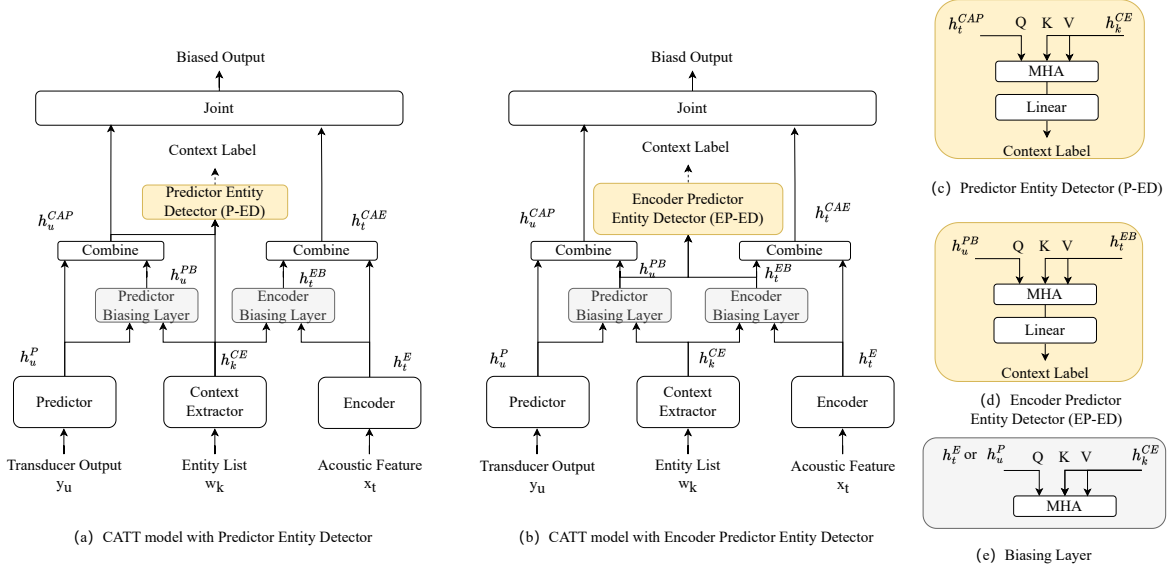 Biased Output
Joint
Context Label
Predictor Entity
Detector (P-ED)
h_u^{CAP}
h_t^{CAE}
Combine
Combine
h_u^{PB}
h_t^{EB}
Predictor
Biasing Layer
Encoder
Biasing Layer
h_u^P
h_k^{CE}
h_t^E
Predictor
Context
Extractor
Encoder
Transducer Output
y_u
Entity List
w_k
Acoustic Feature
x_t
(a) CATT model with Predictor Entity Detector
Biasd Output
Joint
Context Label
Encoder Predictor
Entity Detector (EP-ED)
h_u^{CAP}
h_t^{CAE}
Combine
Combine
h_u^{PB}
h_t^{EB}
Predictor
Biasing Layer
Encoder
Biasing Layer
h_u^P
h_k^{CE}
h_t^E
Predictor
Context
Extractor
Encoder
Transducer Output
y_u
Entity List
w_k
Acoustic Feature
x_t
(b) CATT model with Encoder Predictor Entity Detector
h_t^{CAP} Q K V h_k^{CE}
MHA
Linear
Context Label
(c) Predictor Entity Detector (P-ED)
h_u^{PB} Q K V h_t^{EB}
MHA
Linear
Context Label
(d) Encoder Predictor
Entity Detector (EP-ED)
h_t^E or h_u^P Q K V h_k^{CE}
MHA
(e) Biasing Layer